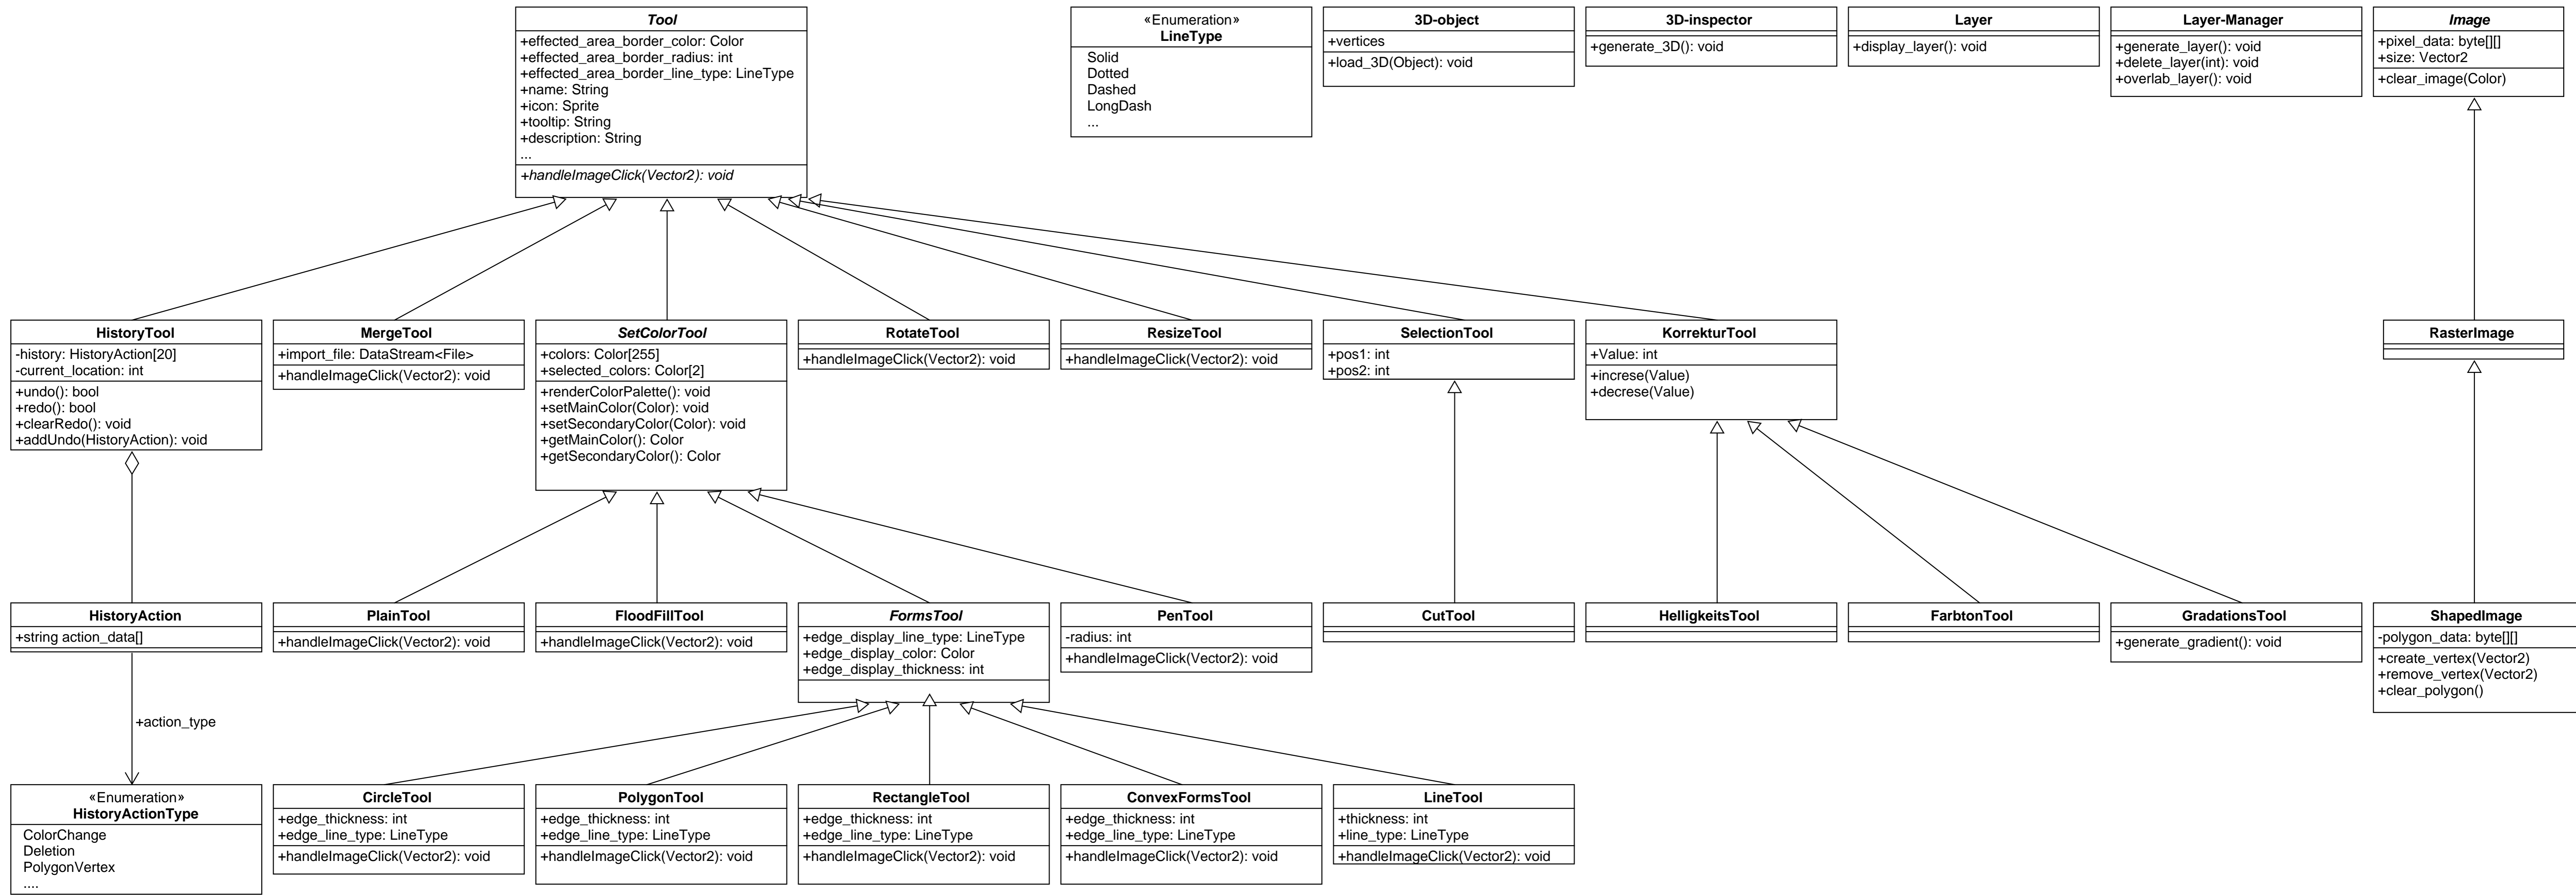 Tool
+effected_area_border_color: Color
+effected_area_border_radius: int
+effected_area_border_line_type: LineType
+name: String
+icon: Sprite
+tooltip: String
+description: String
...
+handleImageClick(Vector2): void
«Enumeration»
LineType
Solid
Dotted
Dashed
LongDash
...
3D-object
+vertices
+load_3D(Object): void
3D-inspector
+generate_3D(): void
Layer
+display_layer(): void
Layer-Manager
+generate_layer(): void
+delete_layer(int): void
+overlab_layer(): void
Image
+pixel_data: byte[][]
+size: Vector2
+clear_image(Color)
HistoryTool
-history: HistoryAction[20]
-current_location: int
+undo(): bool
+redo(): bool
+clearRedo(): void
+addUndo(HistoryAction): void
MergeTool
+import_file: DataStream<File>
+handleImageClick(Vector2): void
SetColorTool
+colors: Color[255]
+selected_colors: Color[2]
+renderColorPalette(): void
+setMainColor(Color): void
+setSecondaryColor(Color): void
+getMainColor(): Color
+getSecondaryColor(): Color
RotateTool
+handleImageClick(Vector2): void
ResizeTool
+handleImageClick(Vector2): void
SelectionTool
+pos1: int
+pos2: int
KorrekturTool
+Value: int
+increse(Value)
+decrese(Value)
RasterImage
HistoryAction
+string action_data[]
PlainTool
+handleImageClick(Vector2): void
FloodFillTool
+handleImageClick(Vector2): void
FormsTool
+edge_display_line_type: LineType
+edge_display_color: Color
+edge_display_thickness: int
PenTool
-radius: int
+handleImageClick(Vector2): void
CutTool
HelligkeitsTool
FarbtonTool
GradationsTool
+generate_gradient(): void
ShapedImage
-polygon_data: byte[][]
+create_vertex(Vector2)
+remove_vertex(Vector2)
+clear_polygon()
+action_type
«Enumeration»
HistoryActionType
ColorChange
Deletion
PolygonVertex
....
CircleTool
+edge_thickness: int
+edge_line_type: LineType
+handleImageClick(Vector2): void
PolygonTool
+edge_thickness: int
+edge_line_type: LineType
+handleImageClick(Vector2): void
RectangleTool
+edge_thickness: int
+edge_line_type: LineType
+handleImageClick(Vector2): void
ConvexFormsTool
+edge_thickness: int
+edge_line_type: LineType
+handleImageClick(Vector2): void
LineTool
+thickness: int
+line_type: LineType
+handleImageClick(Vector2): void